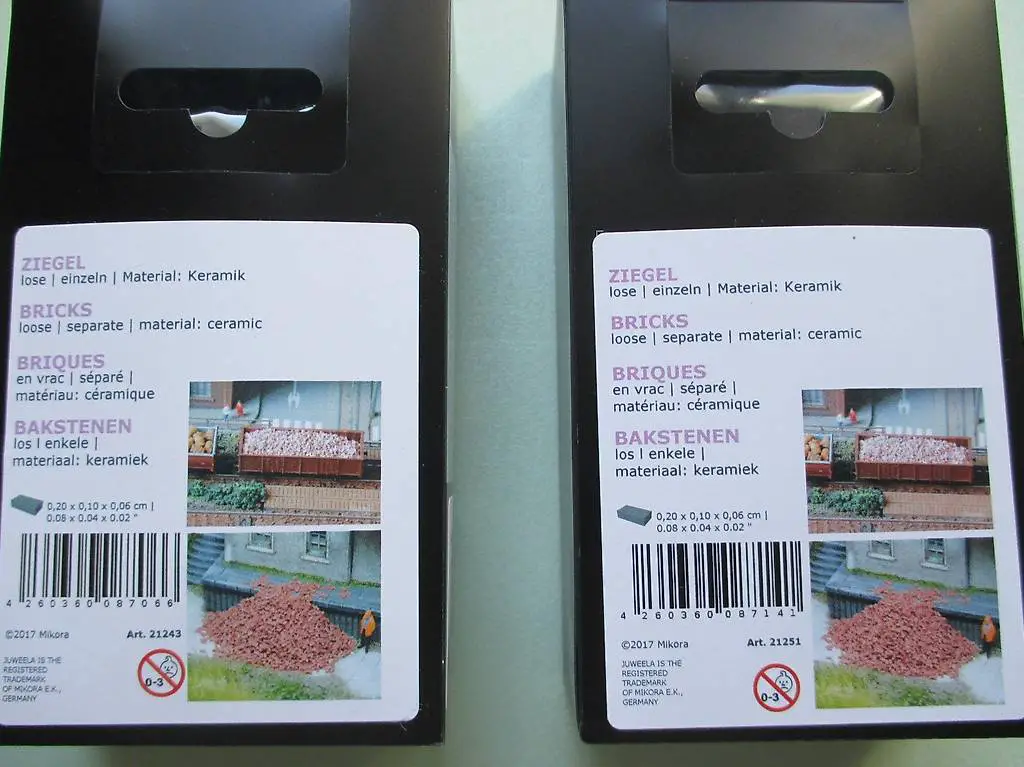 ZIEGEL
lose | einzeln | Material: Keramik
BRICKS
loose | separate | material: ceramic
BRIQUES
en vrac | séparé |
matériau: céramique
BAKSTENEN
los l enkele |
materiaal: keramiek
0,20 x 0,10 x 0,06 cm |
0.08 x 0.04 x 0.02 "
4 260360 087066
©2017 Mikora
Art. 21243
JUWEELA IS THE
REGISTERED
TRADEMARK
OF MIKORA E.K.,
GERMANY
0-3
ZIEGEL
lose | einzeln | Material: Keramik
BRICKS
loose | separate | material: ceramic
BRIQUES
en vrac | séparé |
matériau: céramique
BAKSTENEN
los l enkele |
materiaal: keramiek
0,20 x 0,10 x 0,06 cm |
0.08 x 0.04 x 0.02 "
4 260360 087141
©2017 Mikora
Art. 21251
JUWEELA IS THE
REGISTERED
TRADEMARK
OF MIKORA E.K.,
GERMANY
0-3